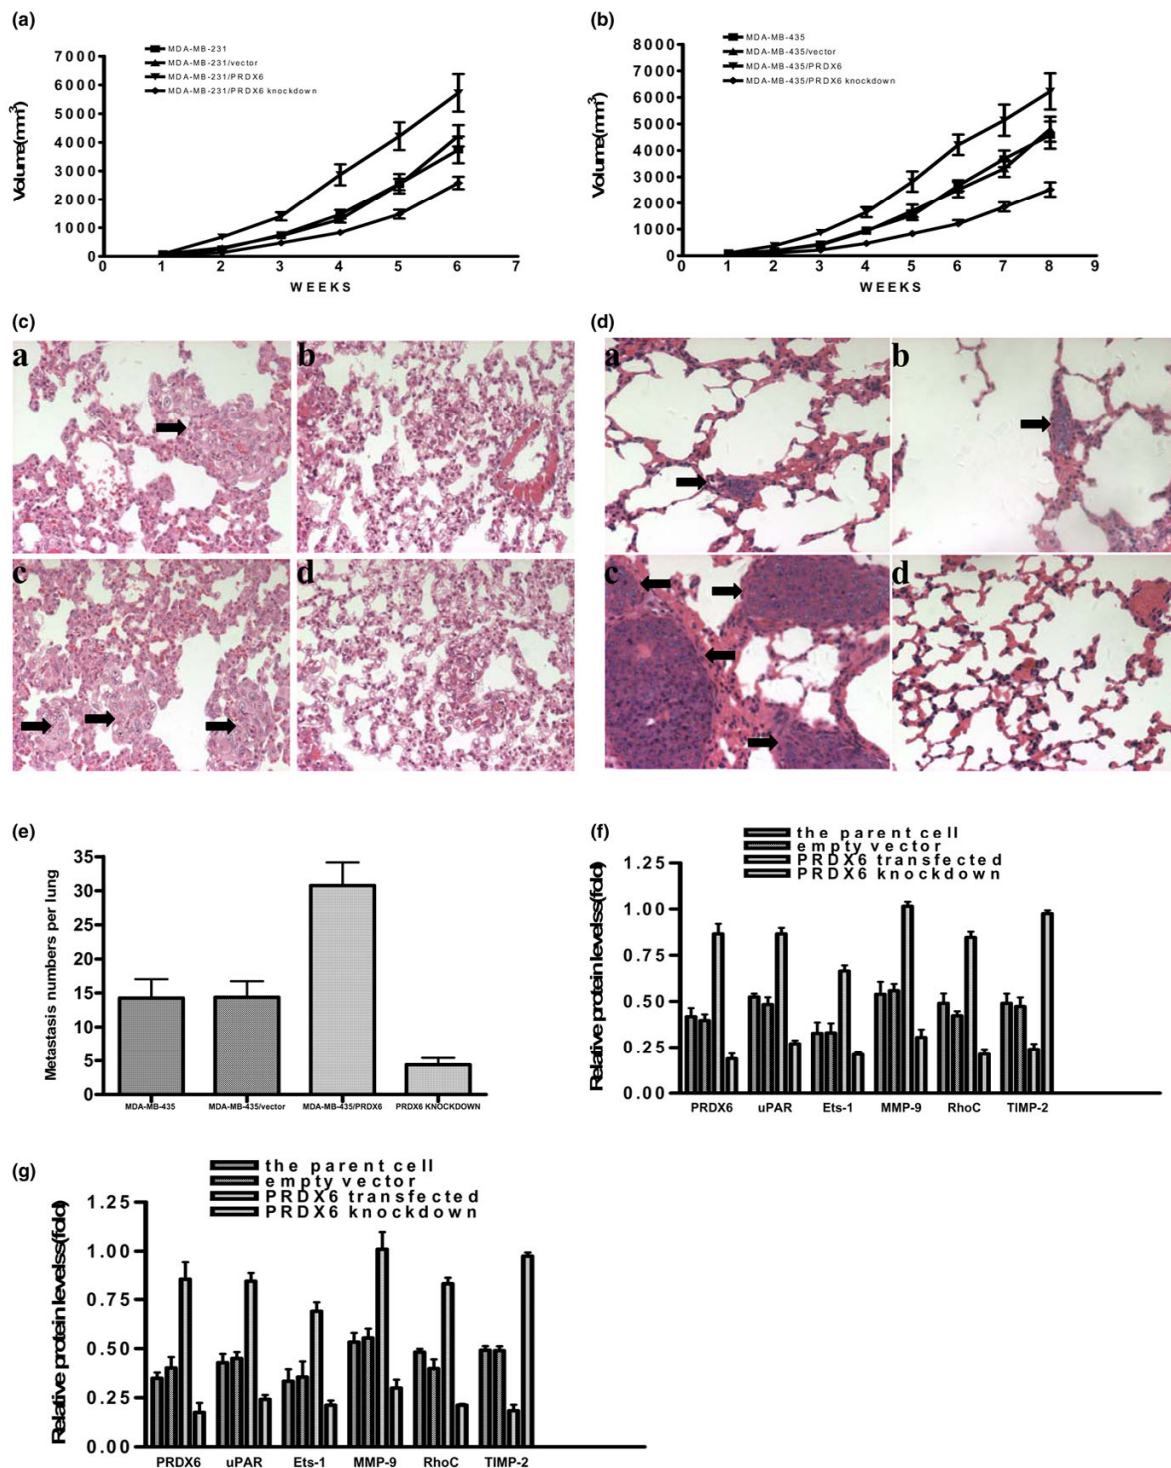 (a)
MDA-MB-231
MDA-MB-231/vector
MDA-MB-231/PRDX6
MDA-MB-231/PRDX6 knockdown
Volume(mm³)
7000
6000
5000
4000
3000
2000
1000
0
0 1 2 3 4 5 6 7
WEEKS
(b)
MDA-MB-435
MDA-MB-435/vector
MDA-MB-435/PRDX6
MDA-MB-435/PRDX6 knockdown
Volume(mm³)
8000
7000
6000
5000
4000
3000
2000
1000
0
0 1 2 3 4 5 6 7 8 9
WEEKS
(c)
a
b
c
d
(d)
a
b
c
d
(e)
Metastasis numbers per lung
35
30
25
20
15
10
5
0
MDA-MB-435 MDA-MB-435/vector MDA-MB-435/PRDX6 PRDX6 KNOCKDOWN
(f)
the parent cell
empty vector
PRDX6 transfected
PRDX6 knockdown
Relative protein levelss(fold)
1.25
1.00
0.75
0.50
0.25
0.00
PRDX6 uPAR Ets-1 MMP-9 RhoC TIMP-2
(g)
the parent cell
empty vector
PRDX6 transfected
PRDX6 knockdown
Relative protein levelss(fold)
1.25
1.00
0.75
0.50
0.25
0.00
PRDX6 uPAR Ets-1 MMP-9 RhoC TIMP-2